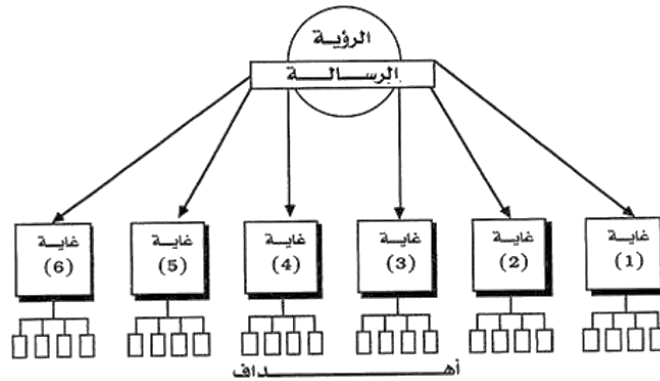 الرؤية
الرسالة
غاية
(1)
غاية
(2)
غاية
(3)
غاية
(4)
غاية
(5)
غاية
(6)
أهداف